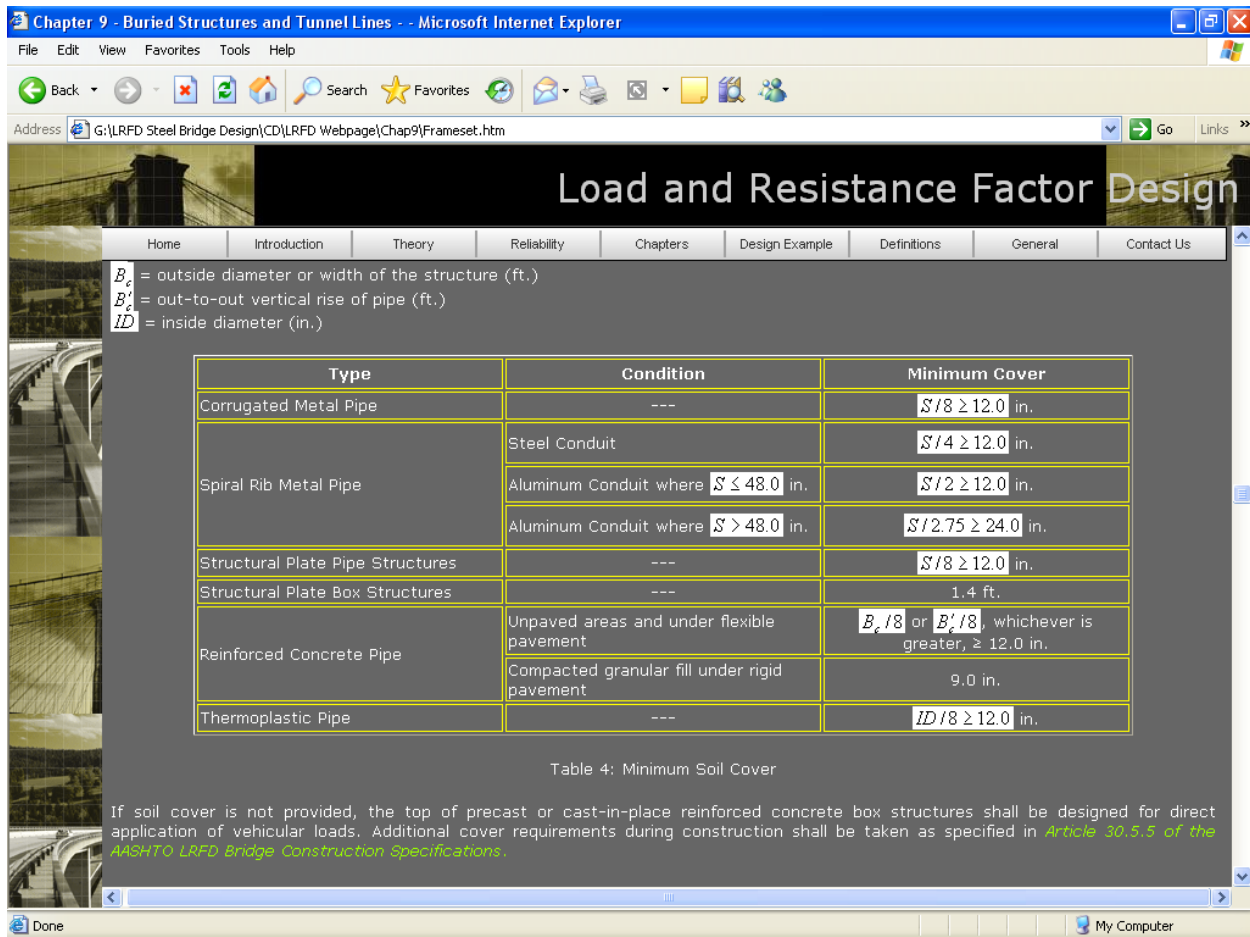 Chapter 9 - Buried Structures and Tunnel Lines - - Microsoft Internet Explorer
File Edit View Favorites Tools Help
Back Search Favorites
Address G:\LRFD Steel Bridge Design\CD\LRFD Webpage\Chap9\Frameset.htm Go Links »
Load and Resistance Factor Design
Home Introduction Theory Reliability Chapters Design Example Definitions General Contact Us
B_c = outside diameter or width of the structure (ft.)
B'_c = out-to-out vertical rise of pipe (ft.)
ID = inside diameter (in.)
Type Condition Minimum Cover
Corrugated Metal Pipe --- S/8 ≥ 12.0 in.
Spiral Rib Metal Pipe
Steel Conduit S/4 ≥ 12.0 in.
Aluminum Conduit where S ≤ 48.0 in. S/2 ≥ 12.0 in.
Aluminum Conduit where S > 48.0 in. S/2.75 ≥ 24.0 in.
Structural Plate Pipe Structures --- S/8 ≥ 12.0 in.
Structural Plate Box Structures --- 1.4 ft.
Reinforced Concrete Pipe
Unpaved areas and under flexible
pavement
B_c/8 or B'_c/8, whichever is
greater, ≥ 12.0 in.
Compacted granular fill under rigid
pavement
9.0 in.
Thermoplastic Pipe --- ID/8 ≥ 12.0 in.
Table 4: Minimum Soil Cover
If soil cover is not provided, the top of precast or cast-in-place reinforced concrete box structures shall be designed for direct
application of vehicular loads. Additional cover requirements during construction shall be taken as specified in Article 30.5.5 of the
AASHTO LRFD Bridge Construction Specifications.
Done My Computer